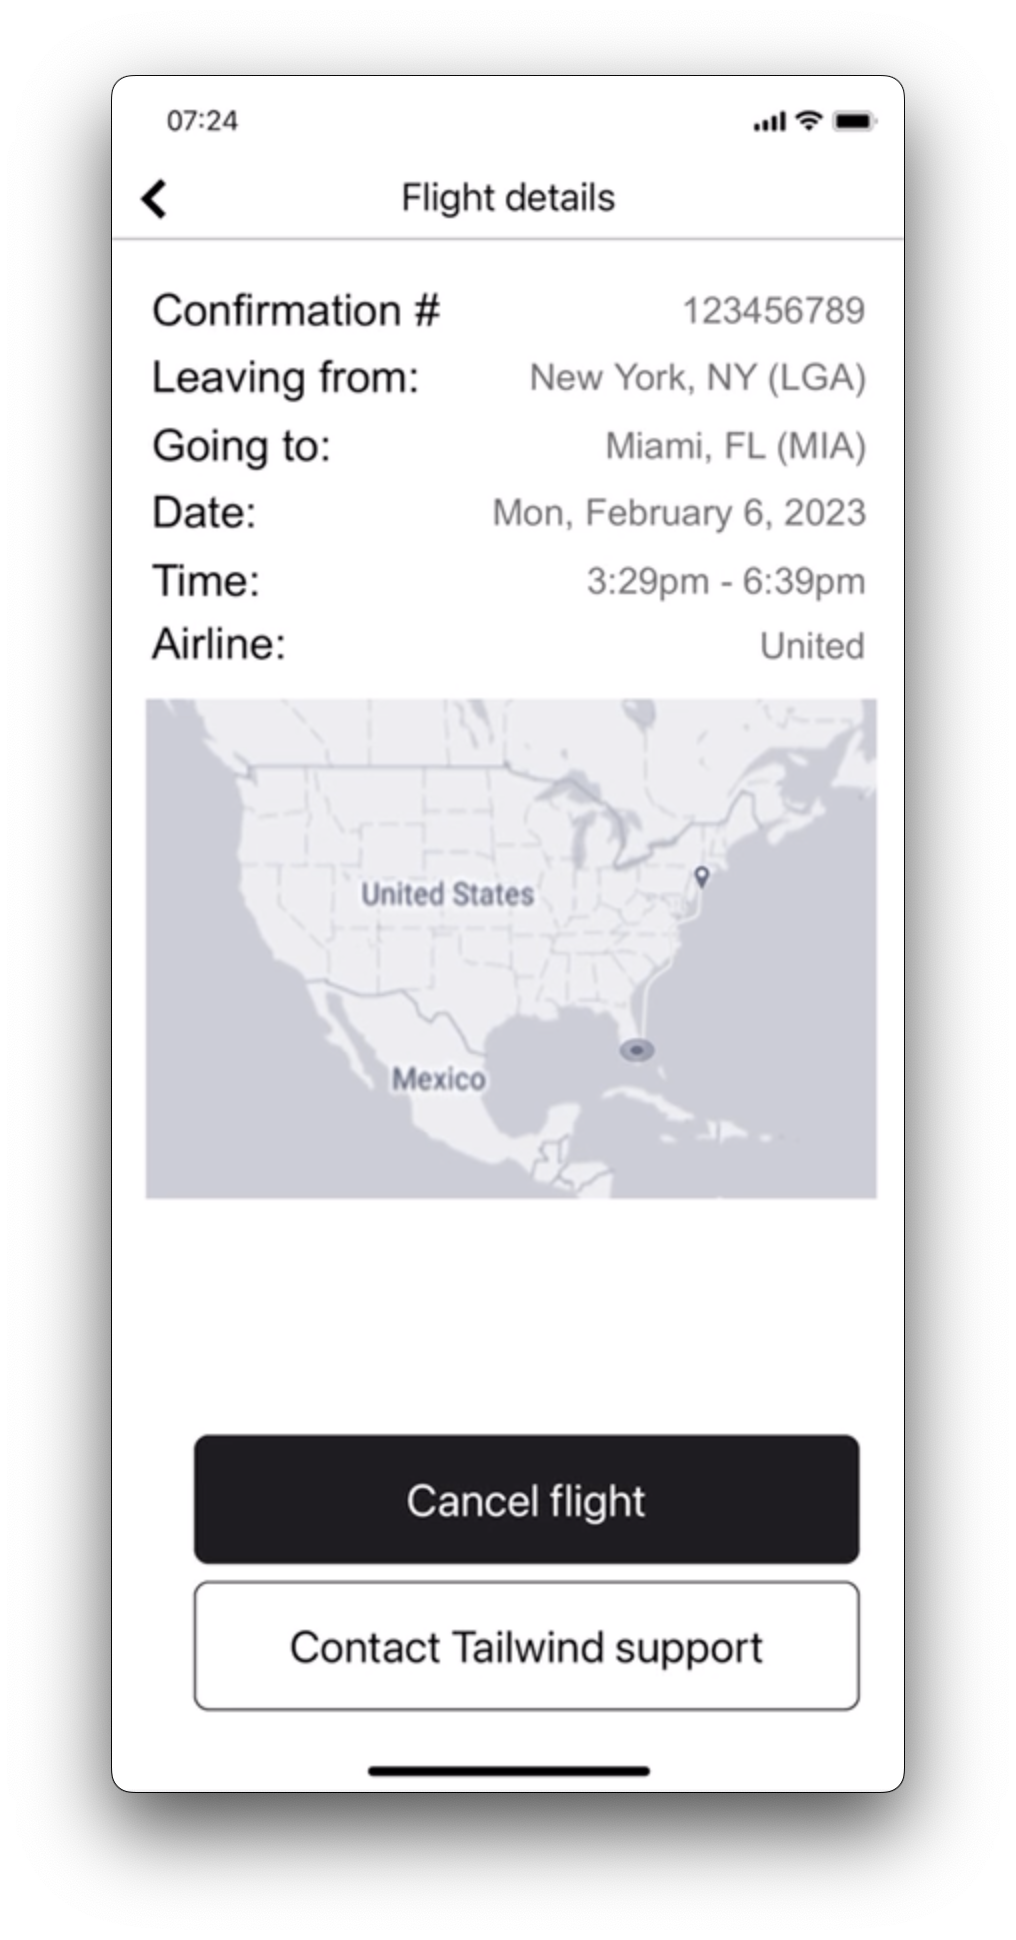 07:24
Flight details
Confirmation # 123456789
Leaving from: New York, NY (LGA)
Going to: Miami, FL (MIA)
Date: Mon, February 6, 2023
Time: 3:29pm - 6:39pm
Airline: United
United States
Mexico
Cancel flight
Contact Tailwind support